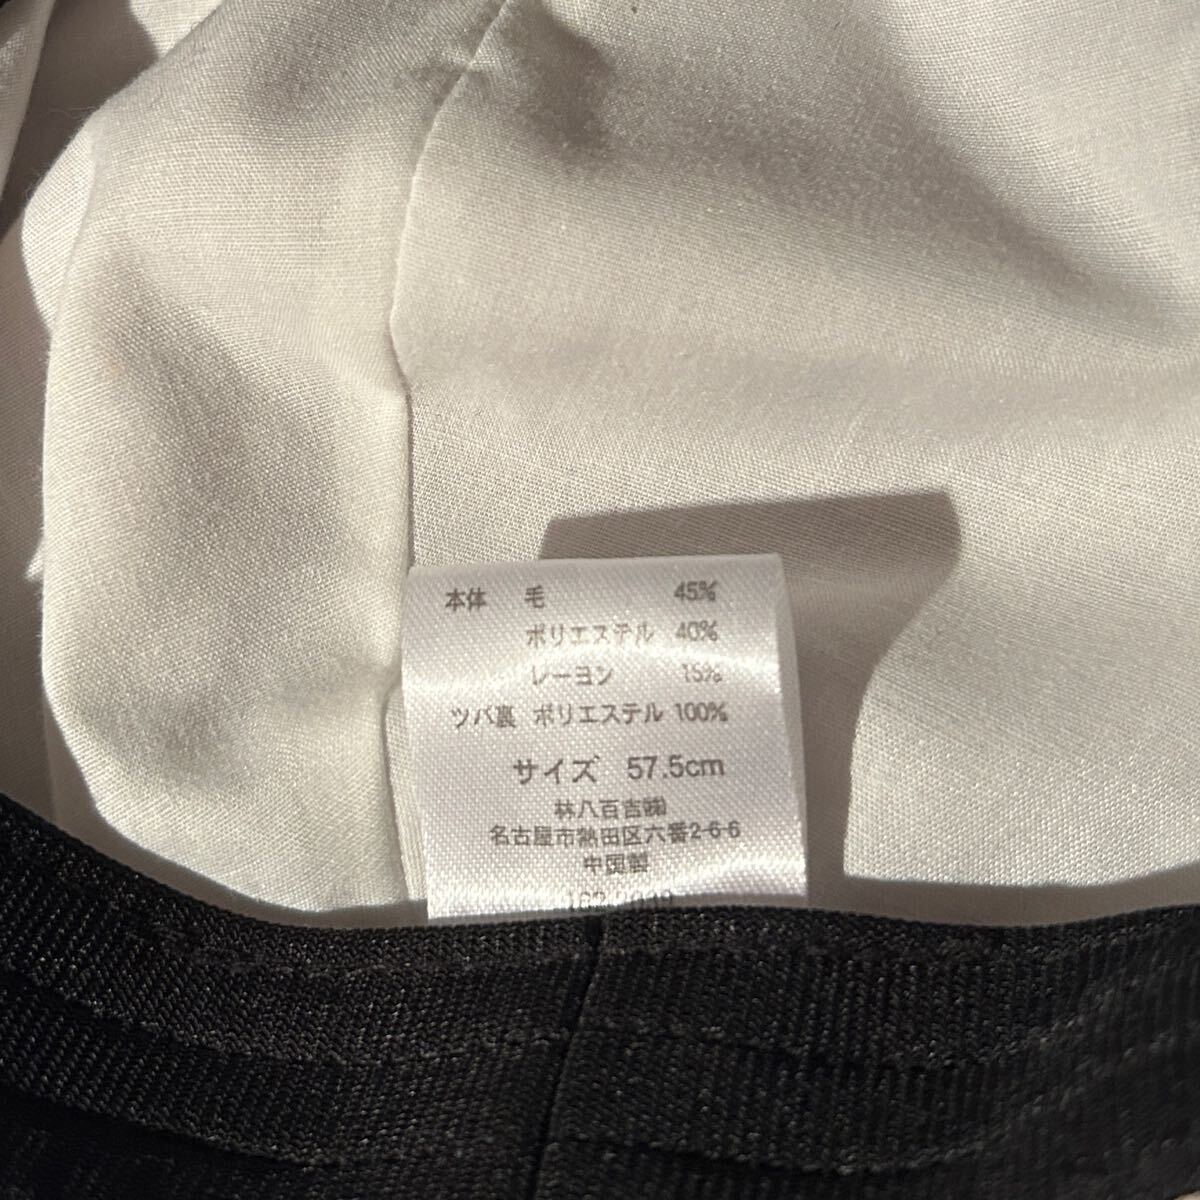 本体 毛 45%
ポリエステル 40%
レーヨン 15%
ツバ裏 ポリエステル 100%
サイズ 57.5cm
林八百吉㈱
名古屋市熱田区六番2-6-6
中国製